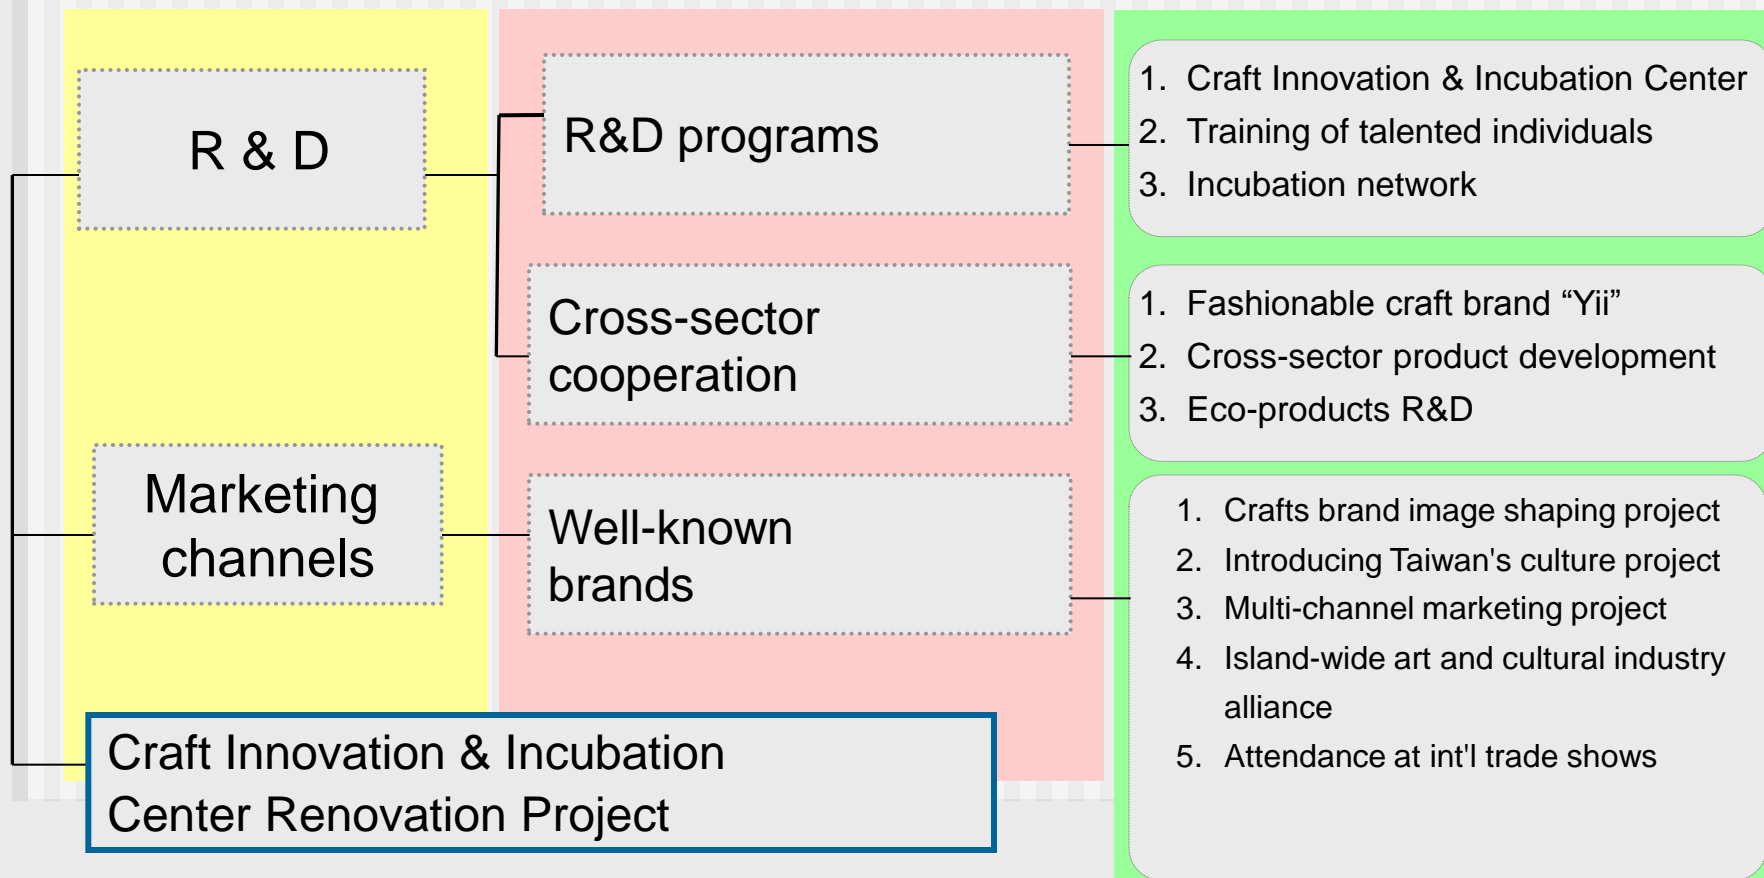 R & D
R&D programs
1. Craft Innovation & Incubation Center
2. Training of talented individuals
3. Incubation network
Cross-sector
cooperation
1. Fashionable craft brand “Yii”
2. Cross-sector product development
3. Eco-products R&D
Marketing
channels
Well-known
brands
1. Crafts brand image shaping project
2. Introducing Taiwan's culture project
3. Multi-channel marketing project
4. Island-wide art and cultural industry
alliance
5. Attendance at int'l trade shows
Craft Innovation & Incubation
Center Renovation Project